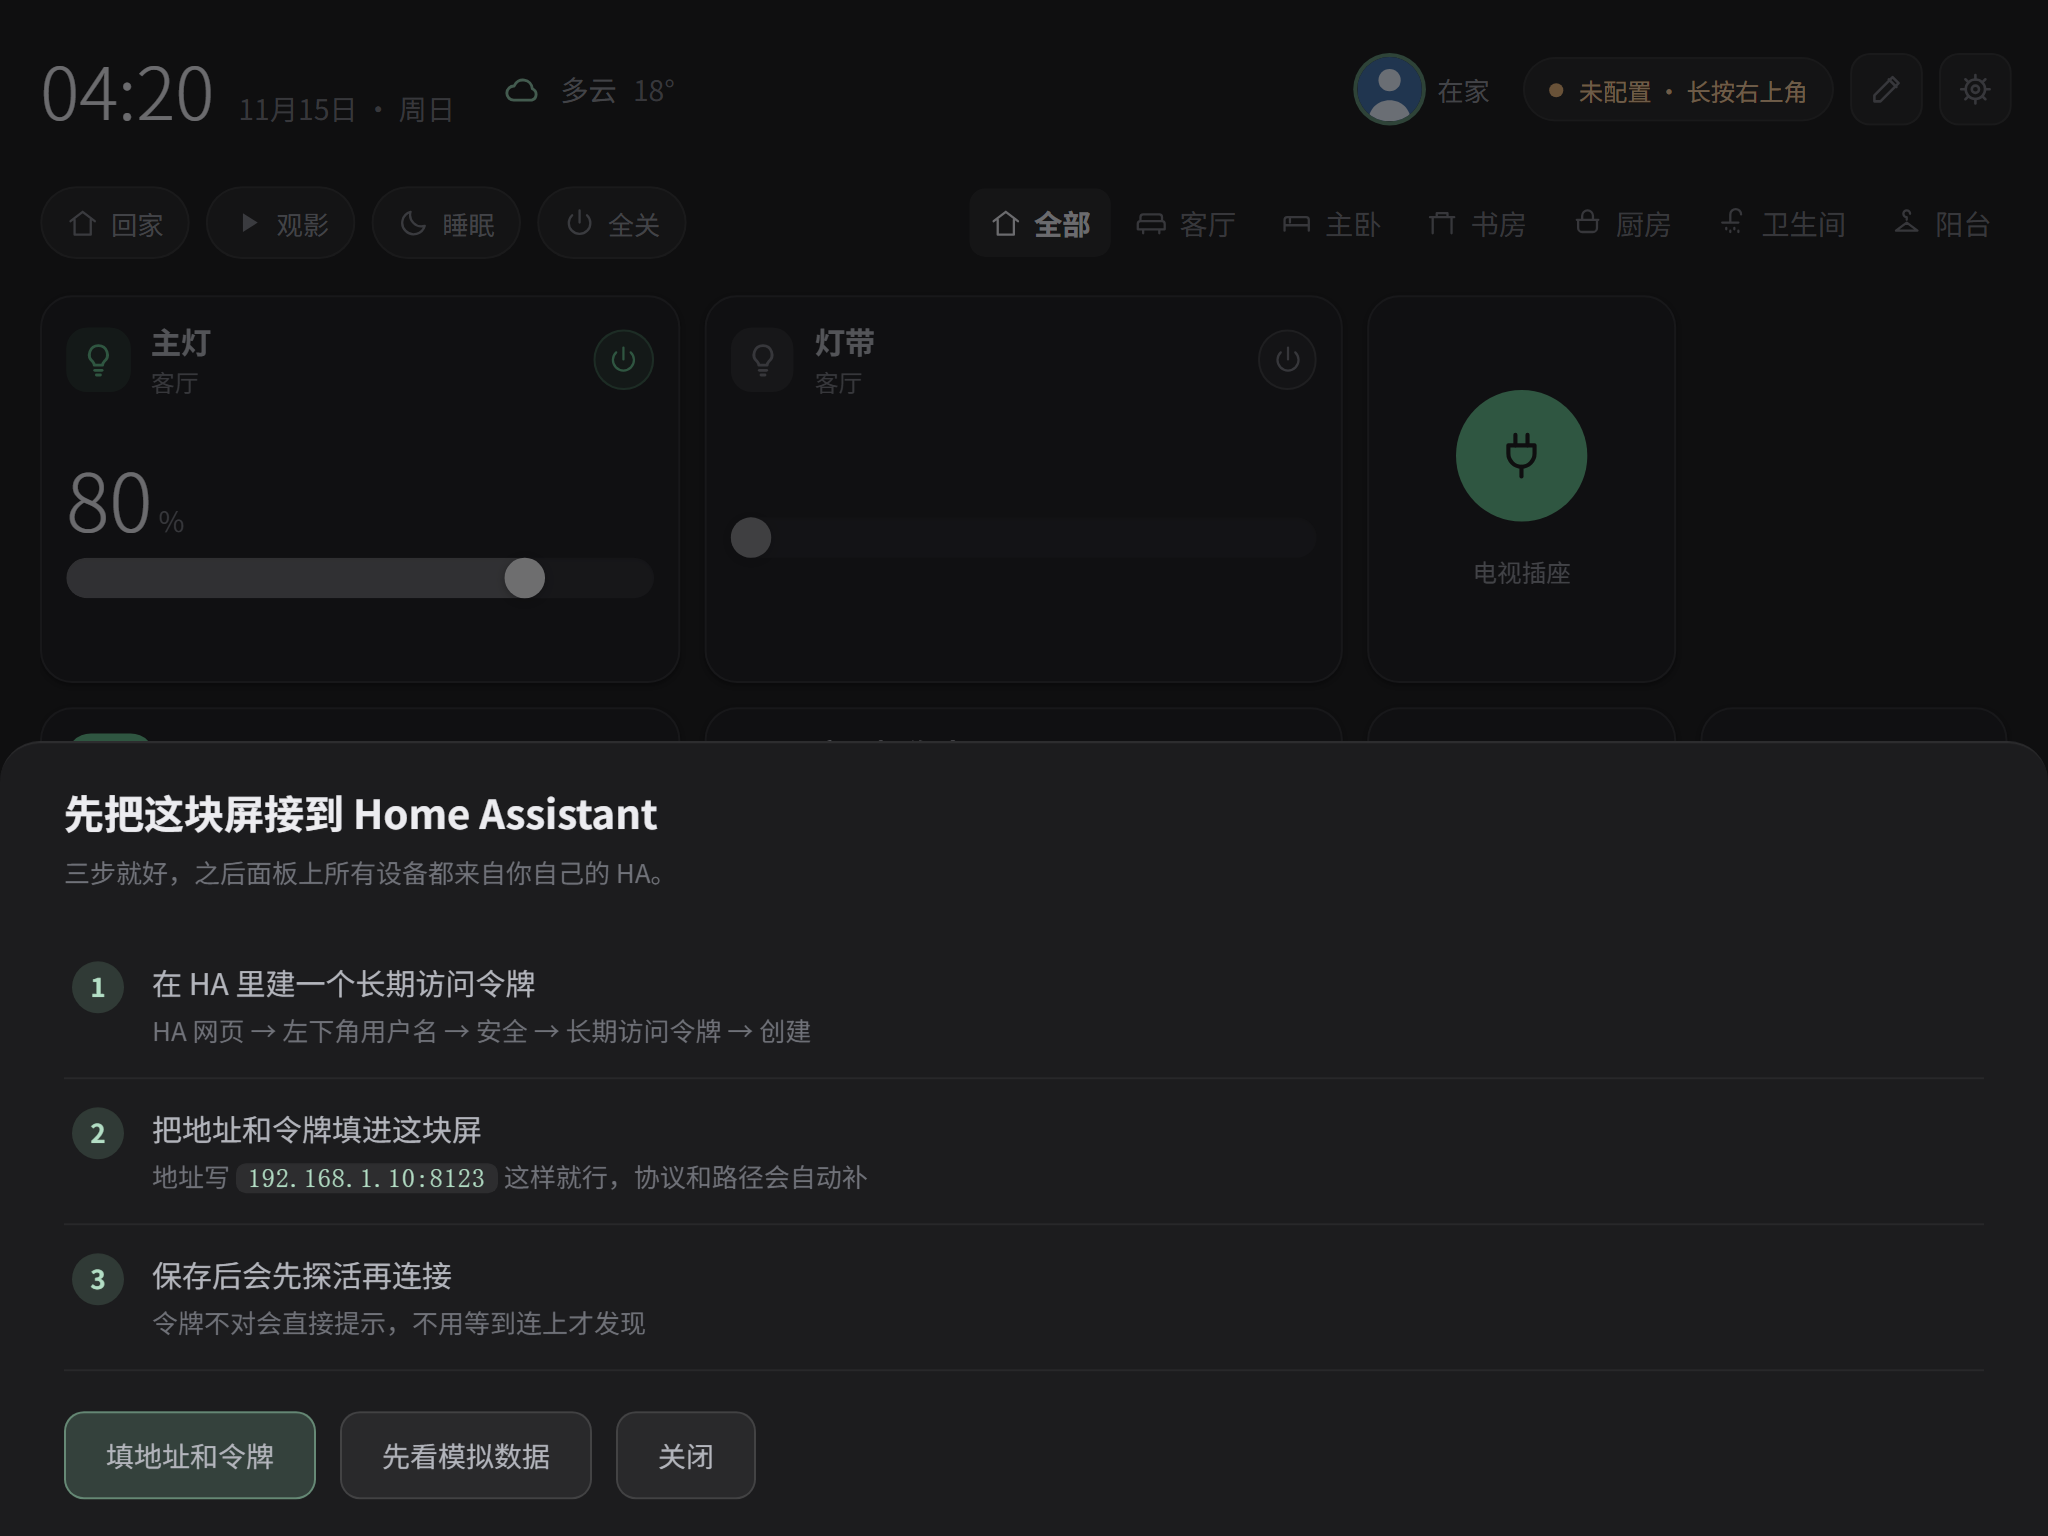 04:20 11月15日 · 周日 多云 18° 在家 未配置 · 长按右上角
回家 观影 睡眠 全关 全部 客厅 主卧 书房 厨房 卫生间 阳台
主灯
客厅
80 %
灯带
客厅
电视插座
先把这块屏接到 Home Assistant
三步就好，之后面板上所有设备都来自你自己的 HA。
1 在 HA 里建一个长期访问令牌
HA 网页 → 左下角用户名 → 安全 → 长期访问令牌 → 创建
2 把地址和令牌填进这块屏
地址写 192.168.1.10:8123 这样就行，协议和路径会自动补
3 保存后会先探活再连接
令牌不对会直接提示，不用等到连上才发现
填地址和令牌 先看模拟数据 关闭